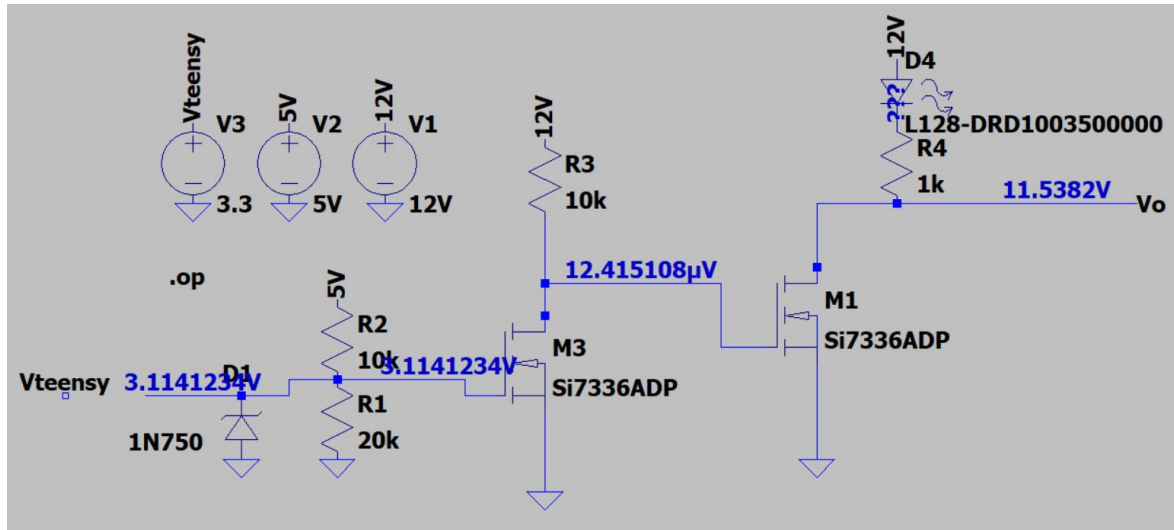 Vteensy
V3
3.3
5V
V2
5V
12V
V1
12V
.op
12V
R3
10k
12V
D4
???
L128-DRD1003500000
R4
1k
11.5382V
Vo
12.415108µV
M1
Si7336ADP
5V
R2
10k
Vteensy
3.1141234V
D1
3.1141234V
M3
Si7336ADP
R1
20k
1N750